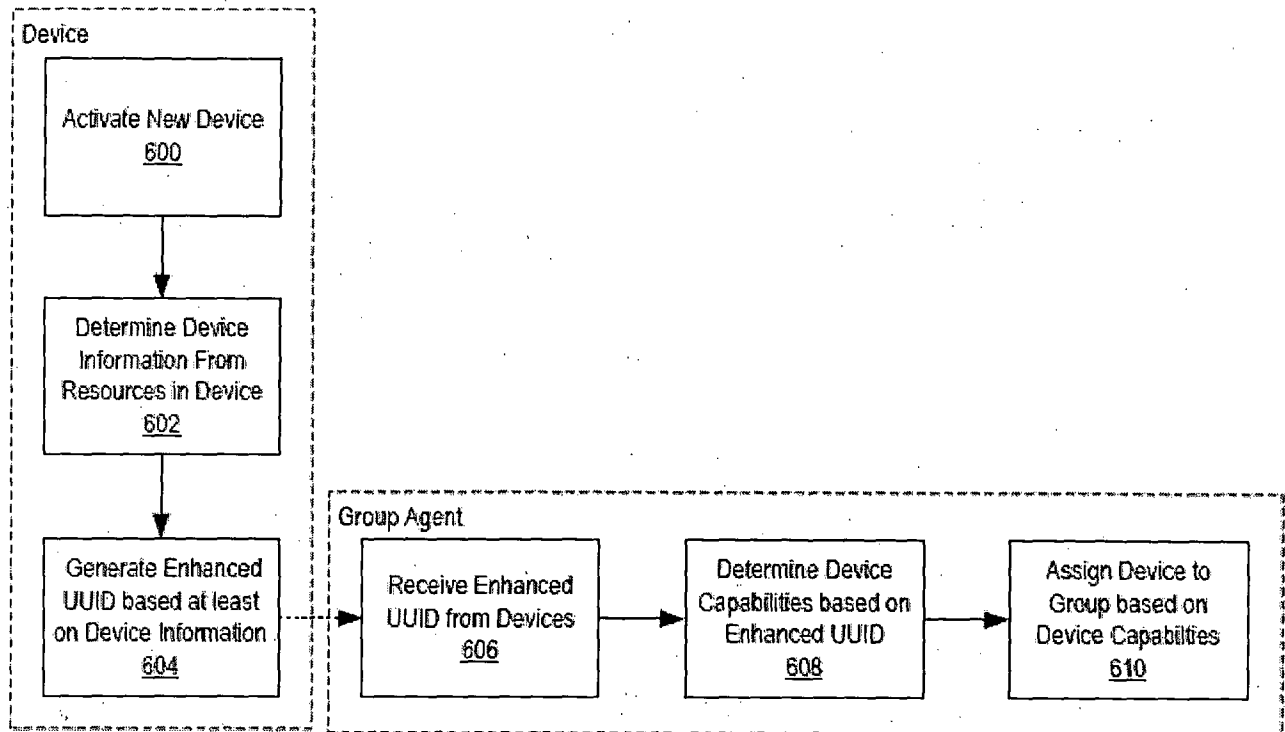 Device
Activate New Device
600
Determine Device
Information From
Resources in Device
602
Generate Enhanced
UUID based at least
on Device Information
604
Group Agent
Receive Enhanced
UUID from Devices
606
Determine Device
Capabilities based on
Enhanced UUID
608
Assign Device to
Group based on
Device Capabilties
610